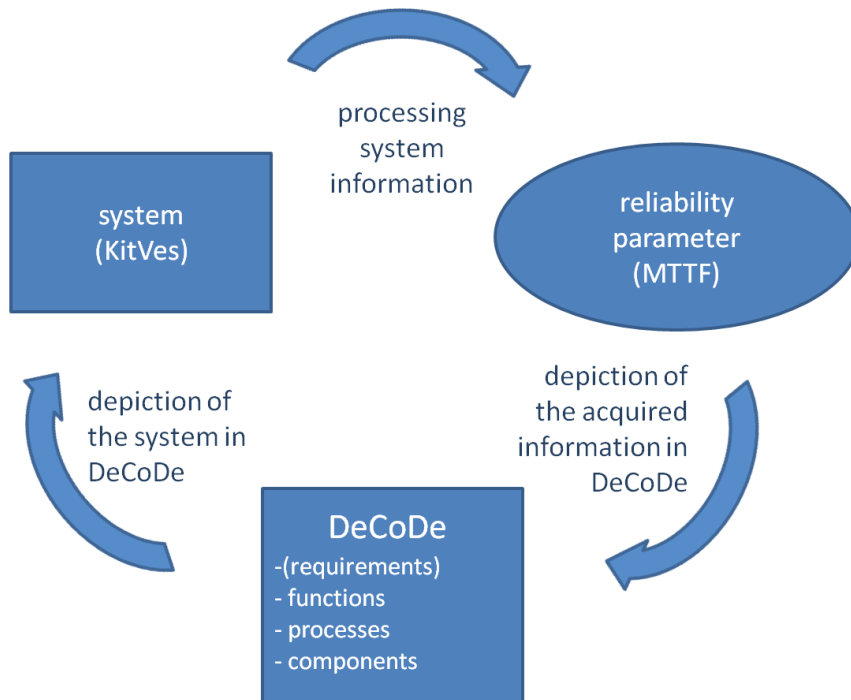 processing
system
information
system
(KitVes)
reliability
parameter
(MTTF)
depiction of
the system in
DeCoDe
depiction of
the acquired
information in
DeCoDe
DeCoDe
-(requirements)
- functions
- processes
- components